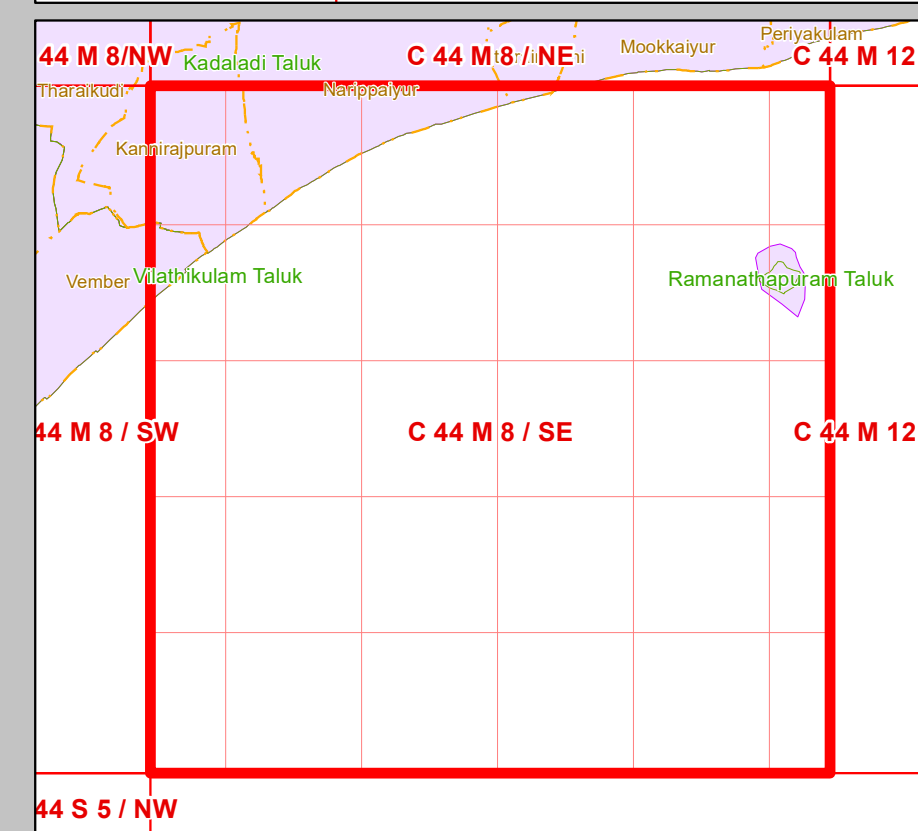 Periyakulam
44 M 8/NW
Kadaladi Taluk
C 44 M 8 / NE
Mookkaiyur
C 44 M 12
Tharaikudi
Narippaiyur
Kannirajpuram
Vember
Vilathikulam Taluk
Ramanathapuram Taluk
44 M 8 / SW
C 44 M 8 / SE
C 44 M 12
44 S 5 / NW